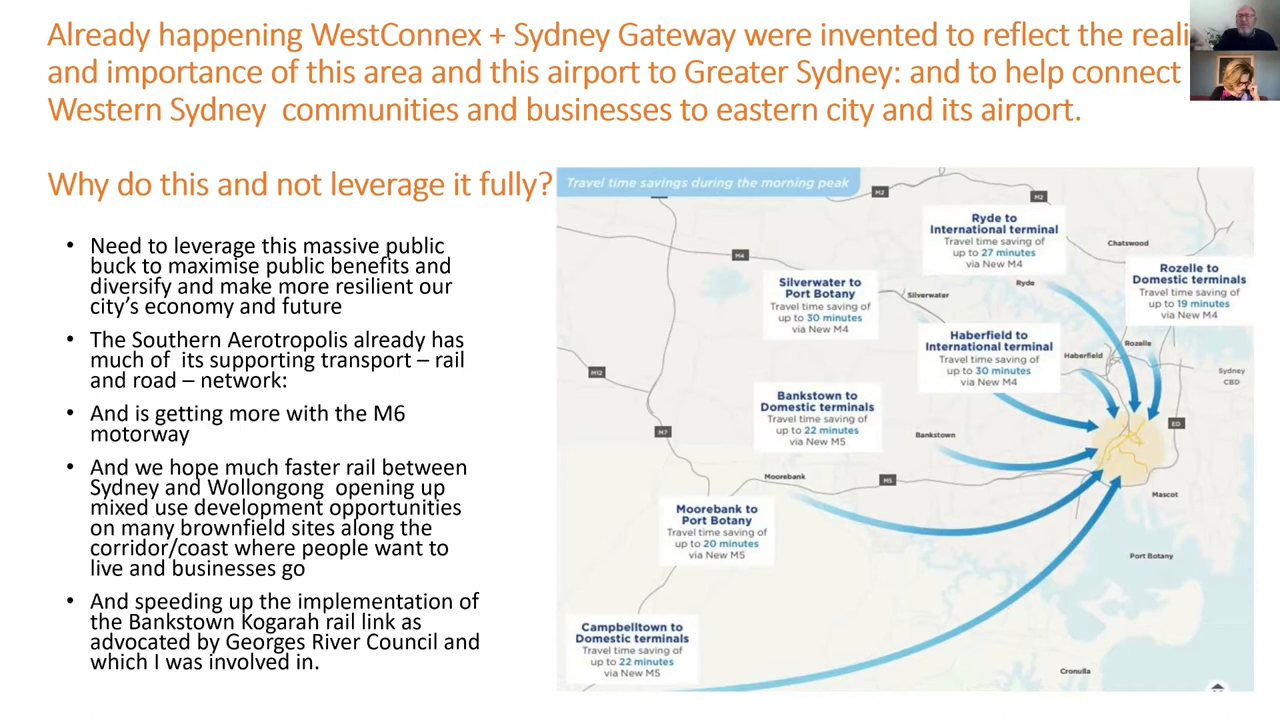 Already happening WestConnex + Sydney Gateway were invented to reflect the reali
and importance of this area and this airport to Greater Sydney: and to help connect
Western Sydney communities and businesses to eastern city and its airport.
Why do this and not leverage it fully?
• Need to leverage this massive public
buck to maximise public benefits and
diversify and make more resilient our
city's economy and future
• The Southern Aerotropolis already has
much of its supporting transport – rail
and road – network:
• And is getting more with the M6
motorway
• And we hope much faster rail between
Sydney and Wollongong opening up
mixed use development opportunities
on many brownfield sites along the
corridor/coast where people want to
live and businesses go
• And speeding up the implementation of
the Bankstown Kogarah rail link as
advocated by Georges River Council and
which I was involved in.
Travel time savings during the morning peak
M2
M2
Ryde to
International terminal
Travel time saving of
up to 27 minutes
via New M4
Chatswood
M4
Rozelle to
Domestic terminals
Travel time saving of
up to 19 minutes
via New M4
Silverwater to
Port Botany
Travel time saving of
up to 30 minutes
via New M4
Silverwater
Ryde
Haberfield to
International terminal
Travel time saving of
up to 30 minutes
via New M4
Haberfield
Rozelle
Sydney
CBD
M12
Bankstown to
Domestic terminals
Travel time saving of
up to 22 minutes
via New M5
M7
Bankstown
ED
Moorebank
M5
Mascot
Moorebank to
Port Botany
Travel time saving of
up to 20 minutes
via New M5
Port Botany
Campbelltown to
Domestic terminals
Travel time saving of
up to 22 minutes
via New M5
Cronulla